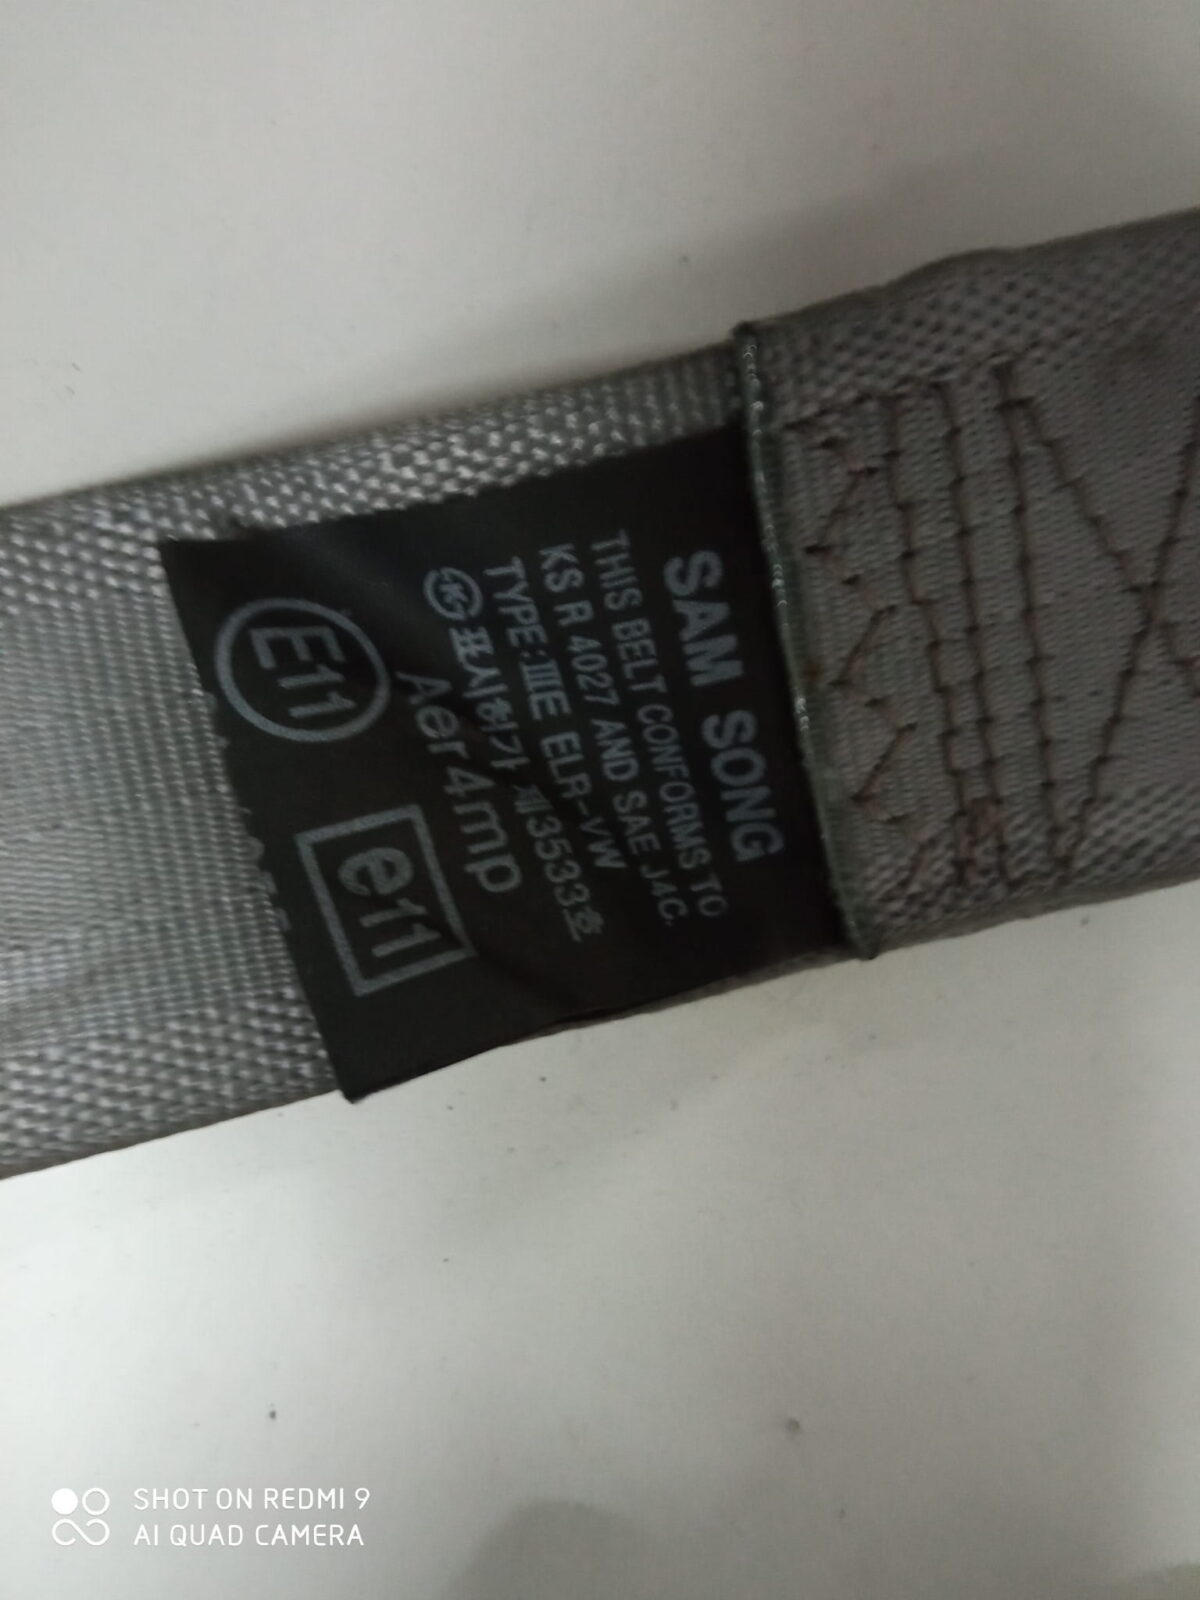 SAM SONG
THIS BELT CONFORMS TO
KS R 4027 AND SAE J4C.
TYPE:ⅢE ELR-VW
표시허가 제3533호
Aer4mp
E11
e11
SHOT ON REDMI 9
AI QUAD CAMERA